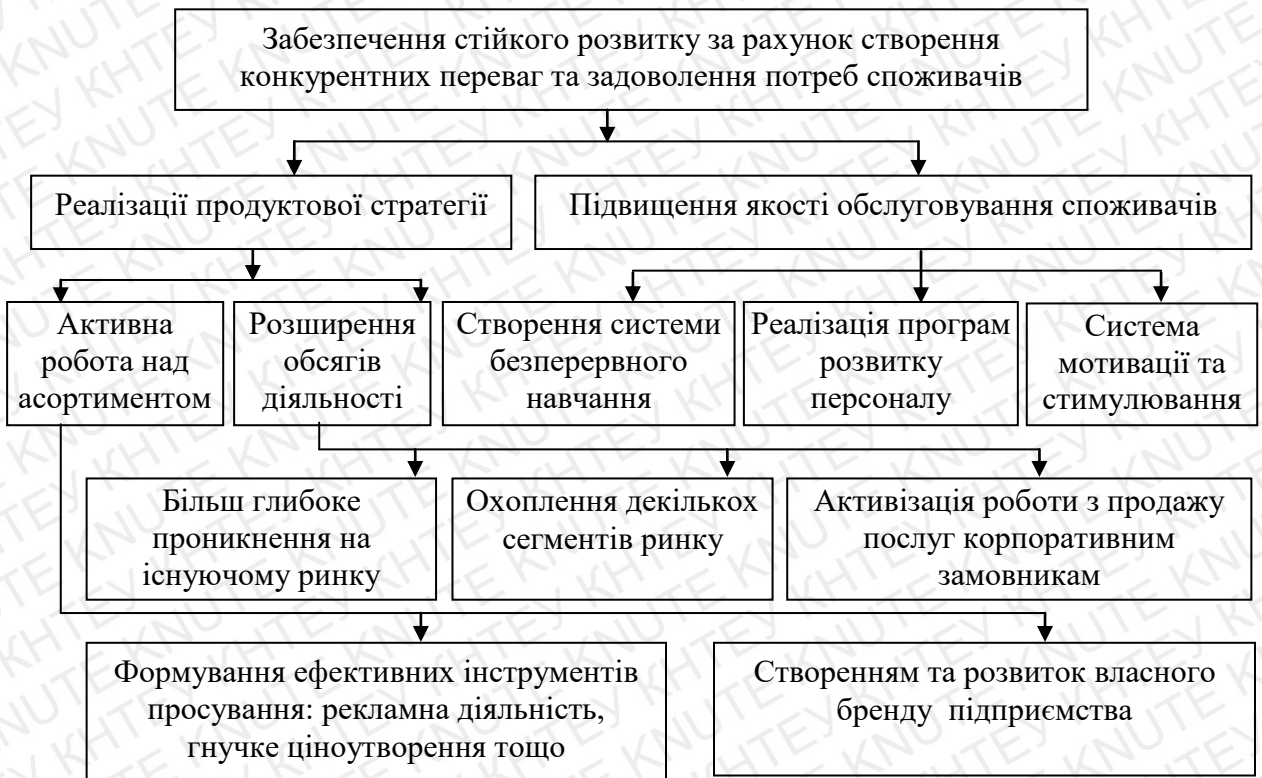 Забезпечення стійкого розвитку за рахунок створення
конкурентних переваг та задоволення потреб споживачів
Реалізації продуктової стратегії
Підвищення якості обслуговування споживачів
Активна
робота над
асортиментом
Розширення
обсягів
діяльності
Створення системи
безперервного
навчання
Реалізація програм
розвитку
персоналу
Система
мотивації та
стимулювання
Більш глибоке
проникнення на
існуючому ринку
Охоплення декількох
сегментів ринку
Активізація роботи з продажу
послуг корпоративним
замовникам
Формування ефективних інструментів
просування: рекламна діяльність,
гнучке ціноутворення тощо
Створенням та розвиток власного
бренду підприємства